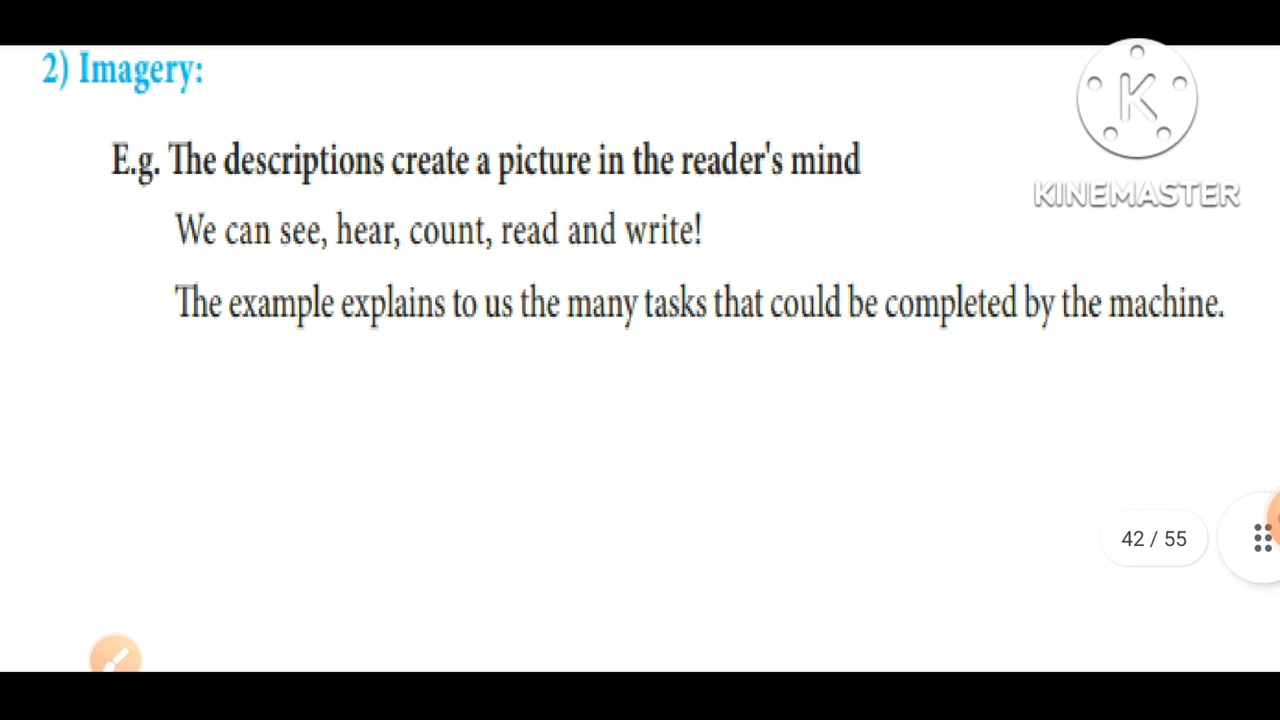 2) Imagery:
E.g. The descriptions create a picture in the reader's mind
We can see, hear, count, read and write!
The example explains to us the many tasks that could be completed by the machine.
K
KINEMASTER
42 / 55